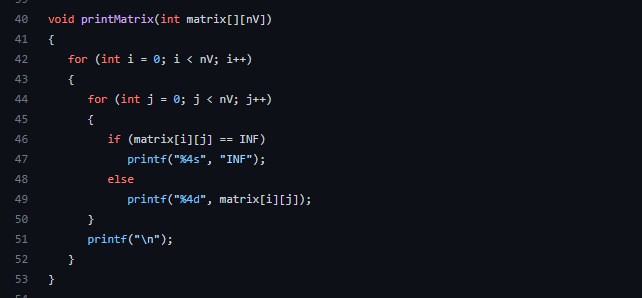 40 void printMatrix(int matrix[][nV])
41 {
42 for (int i = 0; i < nV; i++)
43 {
44 for (int j = 0; j < nV; j++)
45 {
46 if (matrix[i][j] == INF)
47 printf("%4s", "INF");
48 else
49 printf("%4d", matrix[i][j]);
50 }
51 printf("\n");
52 }
53 }